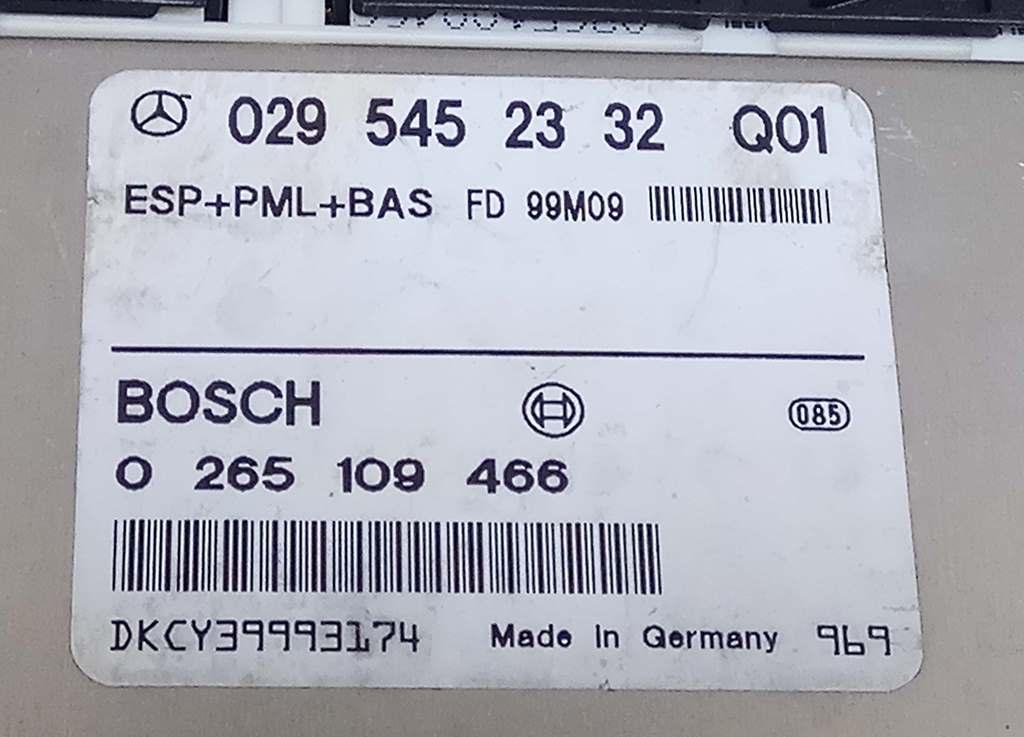 029 545 23 32 Q01
ESP+PML+BAS FD 99M09
BOSCH
085
0 265 109 466
DKCY39993174 Made in Germany 969